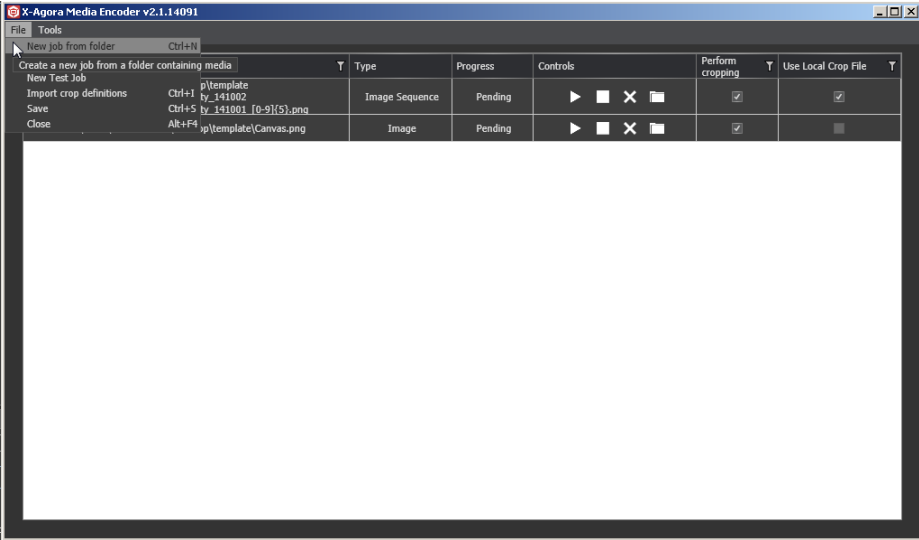 X-Agora Media Encoder v2.1.14091
File Tools
New job from folder Ctrl+N
Create a new job from a folder containing media
Type Progress Controls Perform cropping Use Local Crop File
New Test Job
Import crop definitions Ctrl+I
Save Ctrl+S
Close Alt+F4
p\template
ty_141002
ty_141001_[0-9]{5}.png
Image Sequence Pending
op\template\Canvas.png
Image Pending